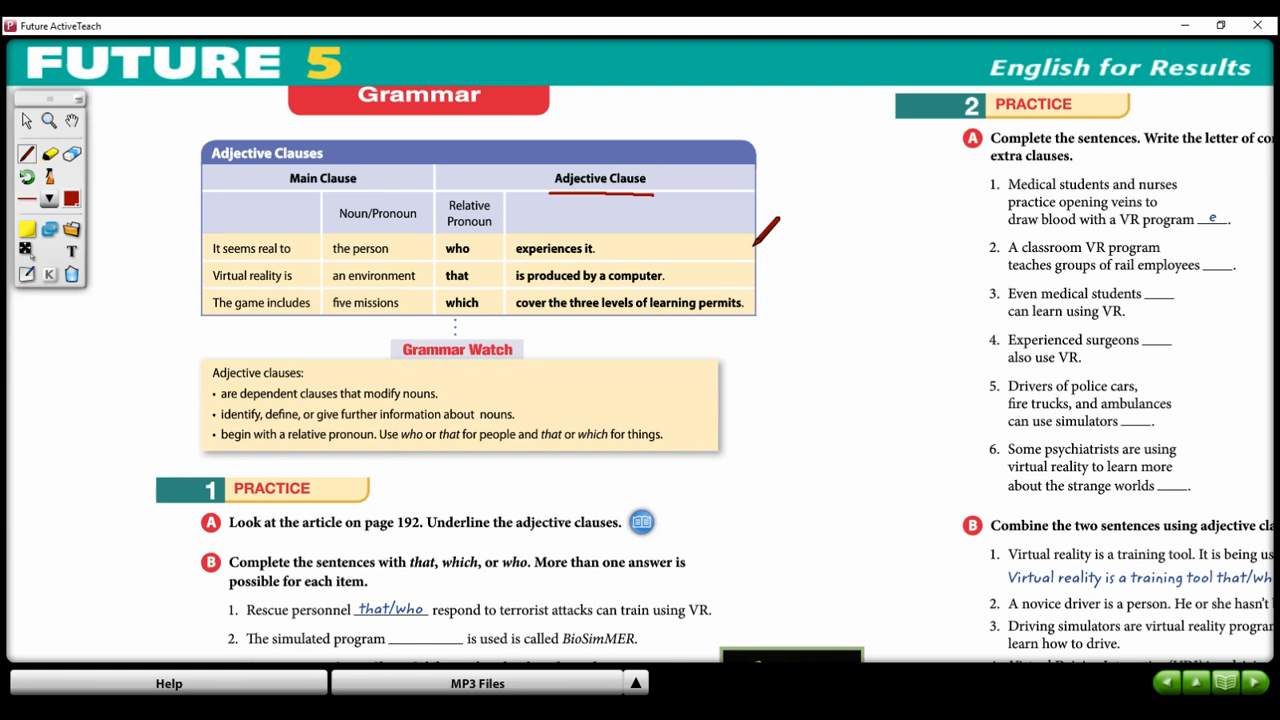 Future ActiveTeach
FUTURE 5
English for Results
Grammar
Adjective Clauses
Main Clause
Adjective Clause
Noun/Pronoun
Relative
Pronoun
It seems real to the person who experiences it.
Virtual reality is an environment that is produced by a computer.
The game includes five missions which cover the three levels of learning permits.
Grammar Watch
Adjective clauses:
• are dependent clauses that modify nouns.
• identify, define, or give further information about nouns.
• begin with a relative pronoun. Use who or that for people and that or which for things.
1 PRACTICE
A Look at the article on page 192. Underline the adjective clauses.
B Complete the sentences with that, which, or who. More than one answer is
possible for each item.
1. Rescue personnel that/who respond to terrorist attacks can train using VR.
2. The simulated program ________ is used is called BioSimMER.
2 PRACTICE
A Complete the sentences. Write the letter of co
extra clauses.
1. Medical students and nurses
practice opening veins to
draw blood with a VR program __e__.
2. A classroom VR program
teaches groups of rail employees ____.
3. Even medical students ____
can learn using VR.
4. Experienced surgeons ____
also use VR.
5. Drivers of police cars,
fire trucks, and ambulances
can use simulators ____.
6. Some psychiatrists are using
virtual reality to learn more
about the strange worlds ____.
B Combine the two sentences using adjective cla
1. Virtual reality is a training tool. It is being us
Virtual reality is a training tool that/wh
2. A novice driver is a person. He or she hasn't
3. Driving simulators are virtual reality progra
learn how to drive.
T
K
Help
MP3 Files